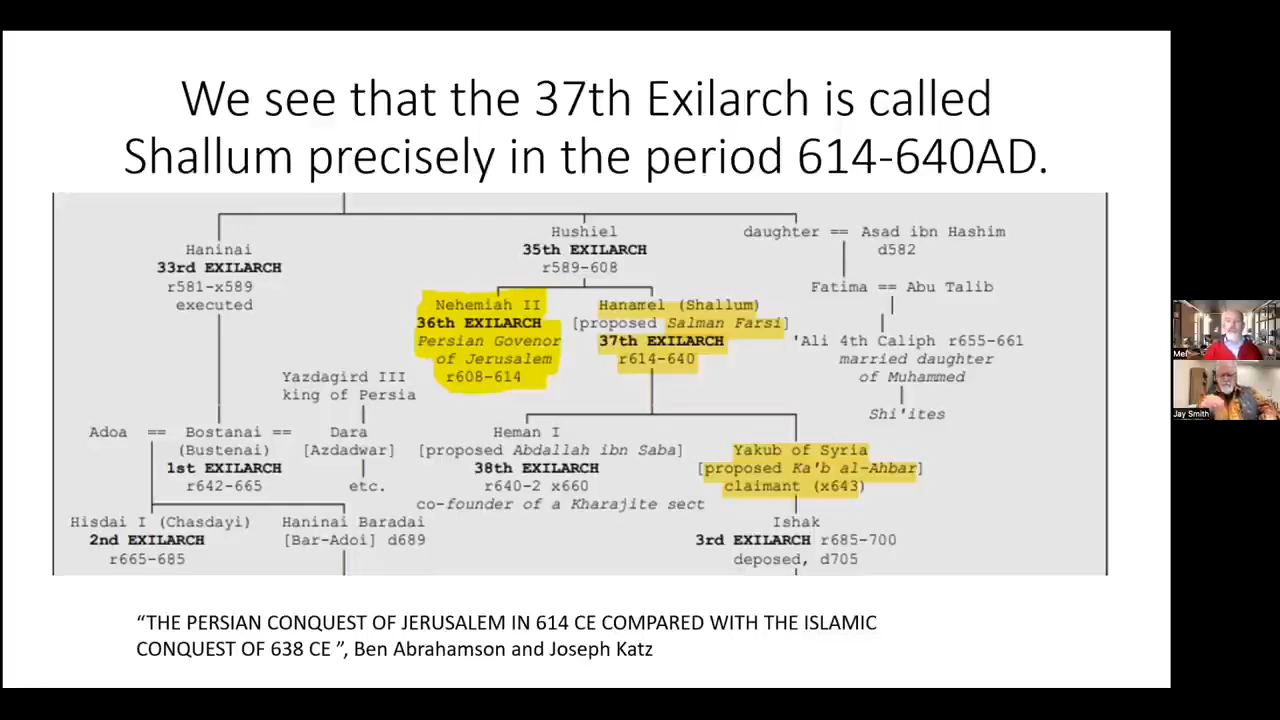 We see that the 37th Exilarch is called
Shallum precisely in the period 614-640AD.
Hushiel
daughter == Asad ibn Hashim
Haninai
35th EXILARCH
d582
33rd EXILARCH
r589-608
r581-x589
Fatima == Abu Talib
executed
Nehemiah II
Hanamel (Shallum)
36th EXILARCH
[proposed Salman Farsi]
Persian Govenor
37th EXILARCH
'Ali 4th Caliph r655-661
of Jerusalem
r614-640
married daughter
r608-614
of Muhammed
Yazdagird III
king of Persia
Shi'ites
Adoa == Bostanai == Dara
Heman I
Yakub of Syria
(Bustenai) [Azdadwar]
[proposed Abdallah ibn Saba]
[proposed Ka'b al-Ahbar]
1st EXILARCH
38th EXILARCH
claimant (x643)
r642-665
etc.
r640-2 x660
co-founder of a Kharajite sect
Hisdai I (Chasdayi)
Haninai Baradai
Ishak
2nd EXILARCH
[Bar-Adoi] d689
3rd EXILARCH r685-700
r665-685
deposed, d705
“THE PERSIAN CONQUEST OF JERUSALEM IN 614 CE COMPARED WITH THE ISLAMIC
CONQUEST OF 638 CE ”, Ben Abrahamson and Joseph Katz
Mel
Jay Smith